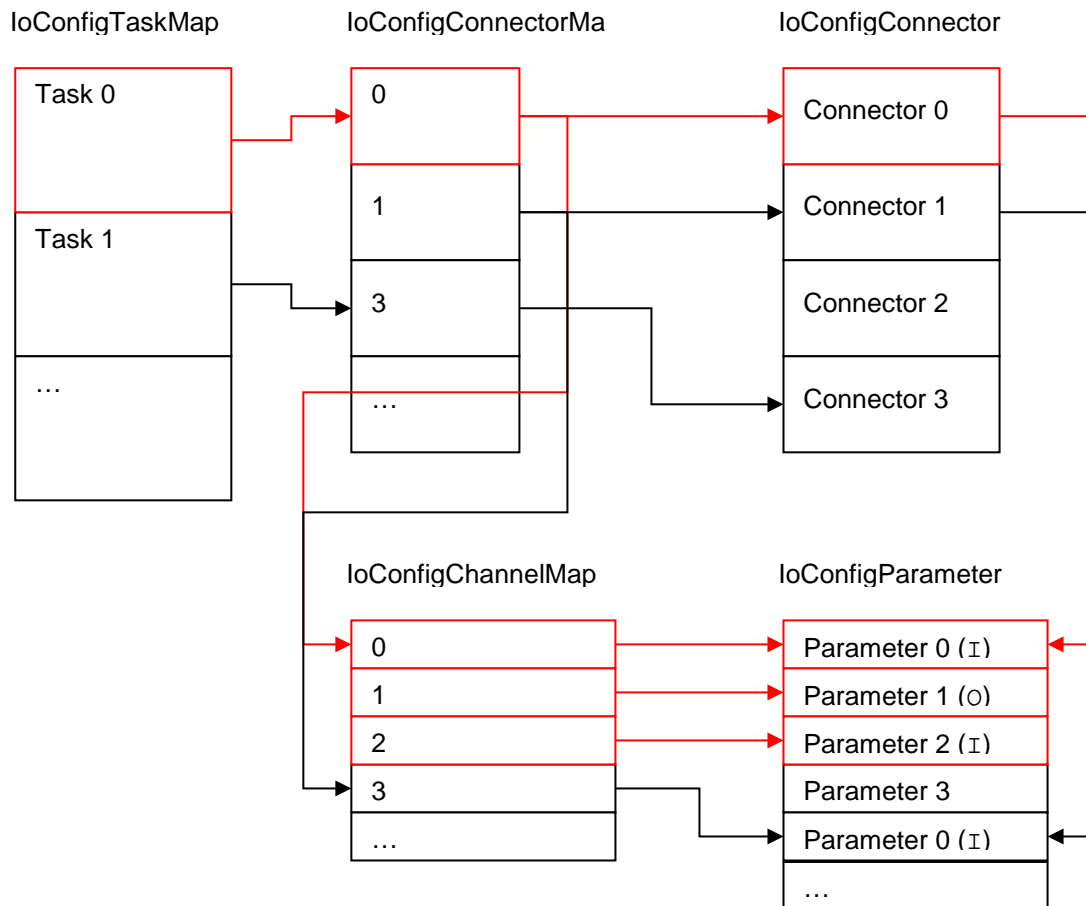 IoConfigTaskMap
IoConfigConnectorMa
IoConfigConnector
Task 0
Task 1
…
0
1
3
…
Connector 0
Connector 1
Connector 2
Connector 3
IoConfigChannelMap
IoConfigParameter
0
1
2
3
…
Parameter 0 (I)
Parameter 1 (O)
Parameter 2 (I)
Parameter 3
Parameter 0 (I)
…